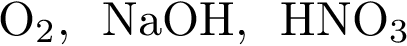 O₂, NaOH, HNO₃